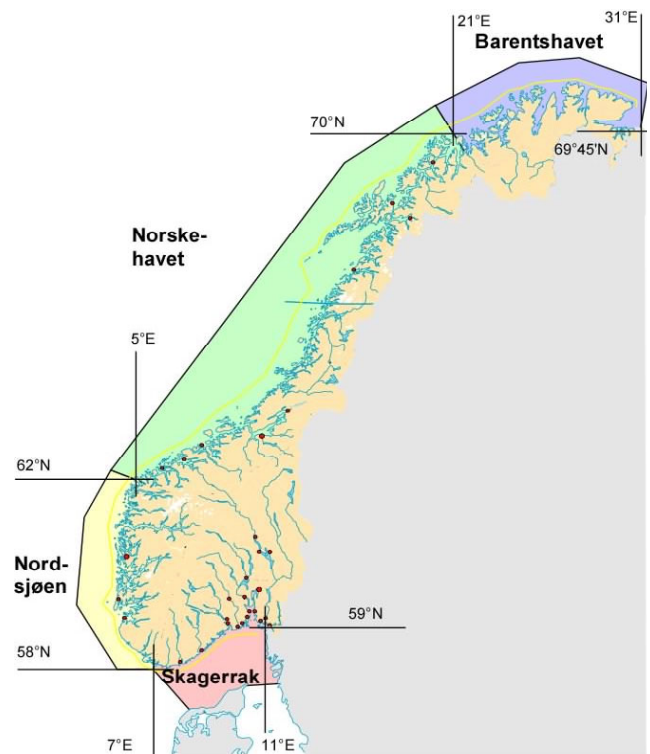 21°E
31°E
Barentshavet
70°N
69°45'N
Norske-
havet
5°E
62°N
Nord-
sjøen
59°N
58°N
Skagerrak
7°E
11°E